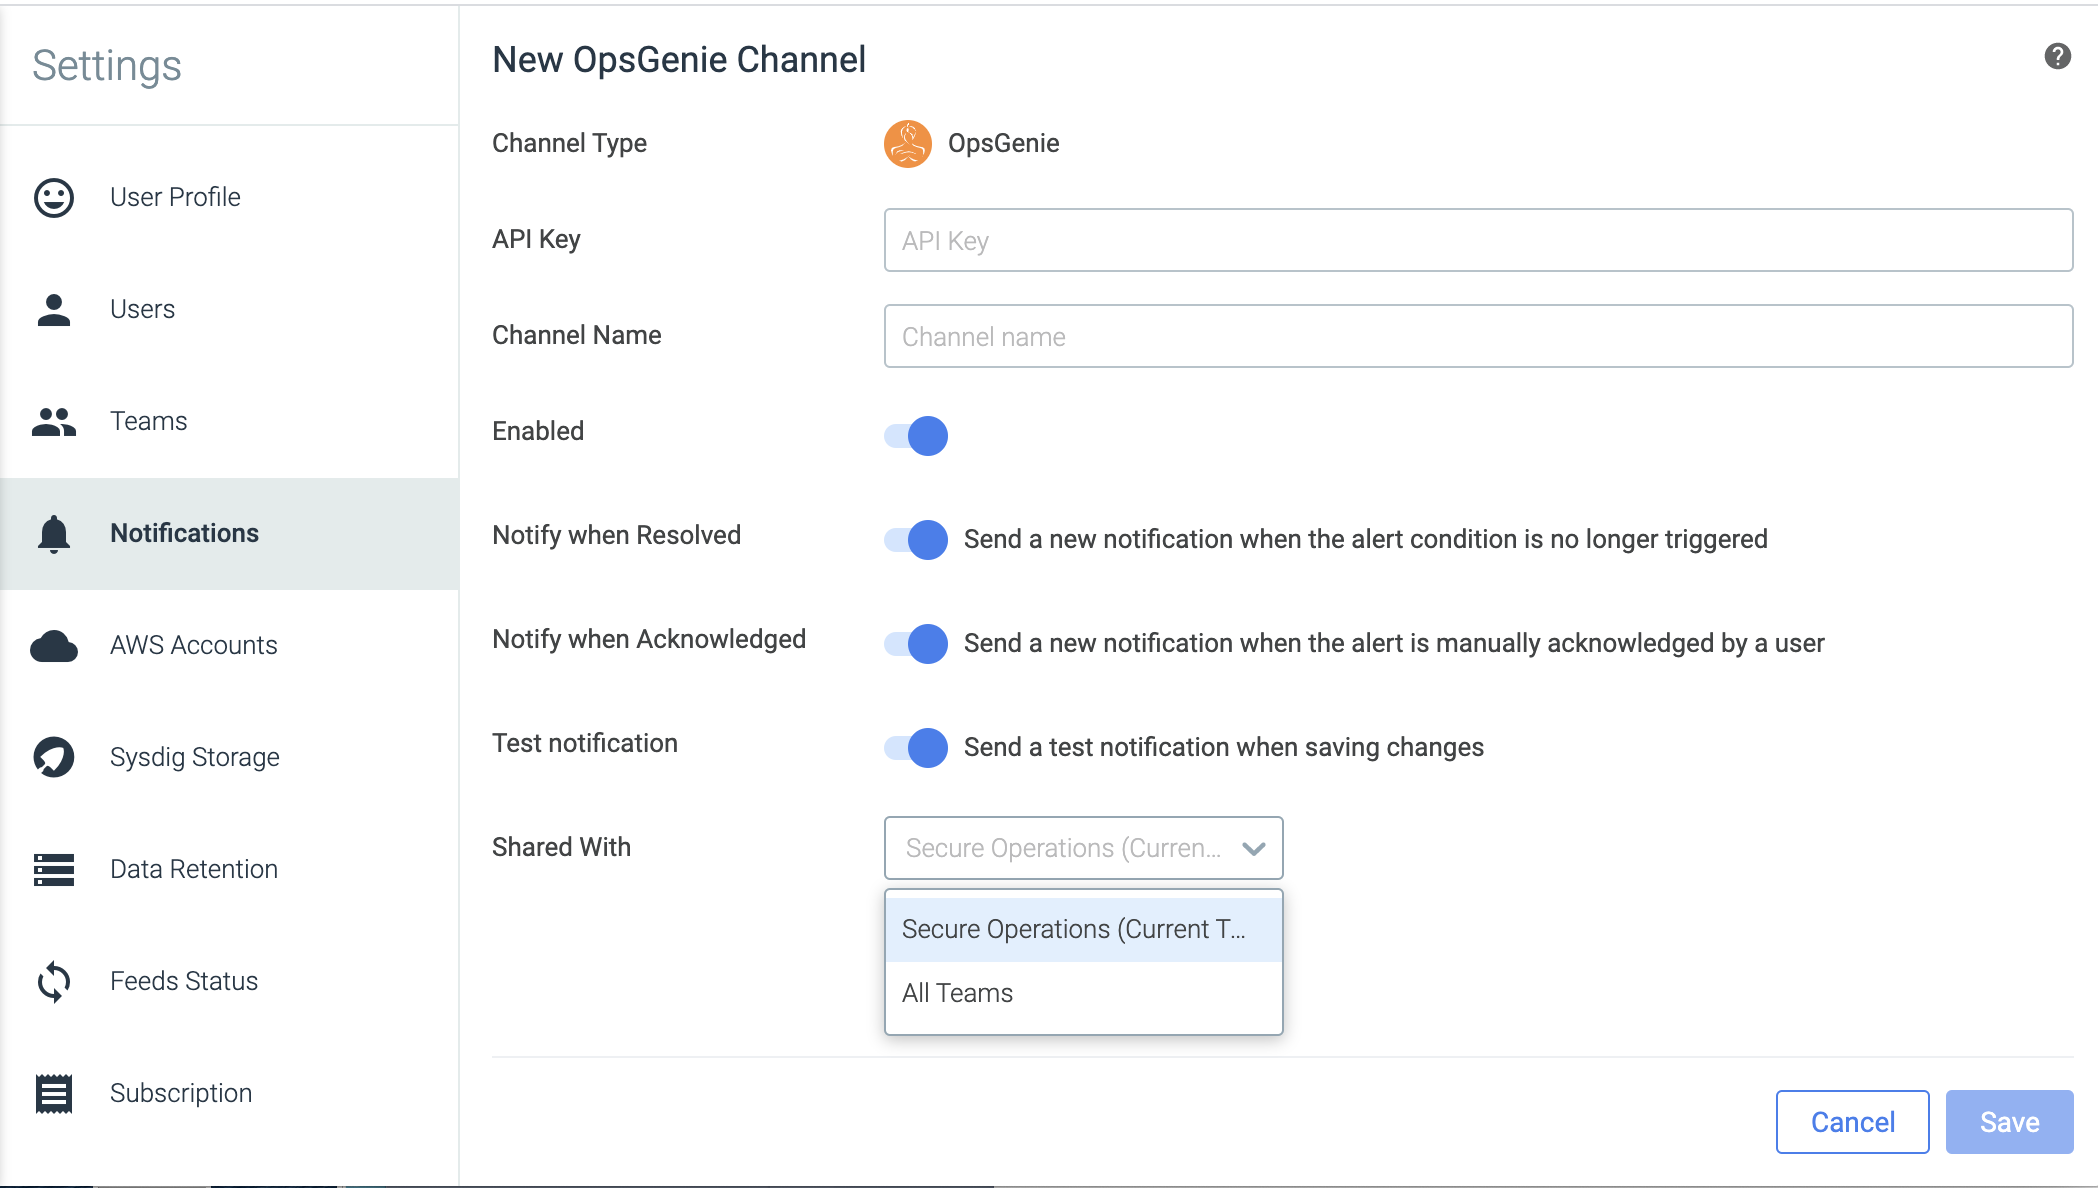 Settings
User Profile
Users
Teams
Notifications
AWS Accounts
Sysdig Storage
Data Retention
Feeds Status
Subscription
New OpsGenie Channel
?
Channel Type
OpsGenie
API Key
API Key
Channel Name
Channel name
Enabled
Notify when Resolved
Send a new notification when the alert condition is no longer triggered
Notify when Acknowledged
Send a new notification when the alert is manually acknowledged by a user
Test notification
Send a test notification when saving changes
Shared With
Secure Operations (Curren...
Secure Operations (Current T...
All Teams
Cancel
Save